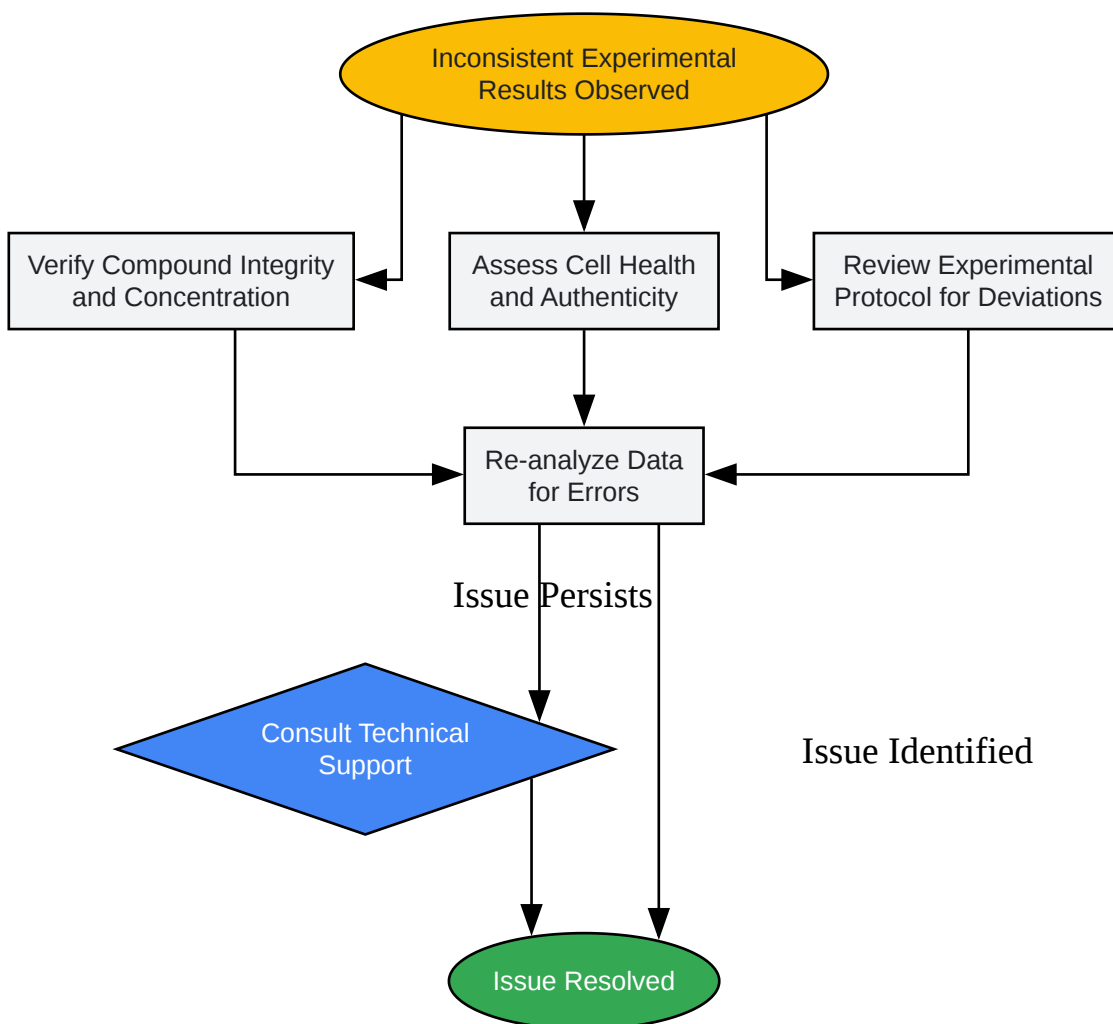 Inconsistent Experimental
Results Observed
Verify Compound Integrity
and Concentration
Assess Cell Health
and Authenticity
Review Experimental
Protocol for Deviations
Re-analyze Data
for Errors
Issue Persists
Consult Technical
Support
Issue Identified
Issue Resolved